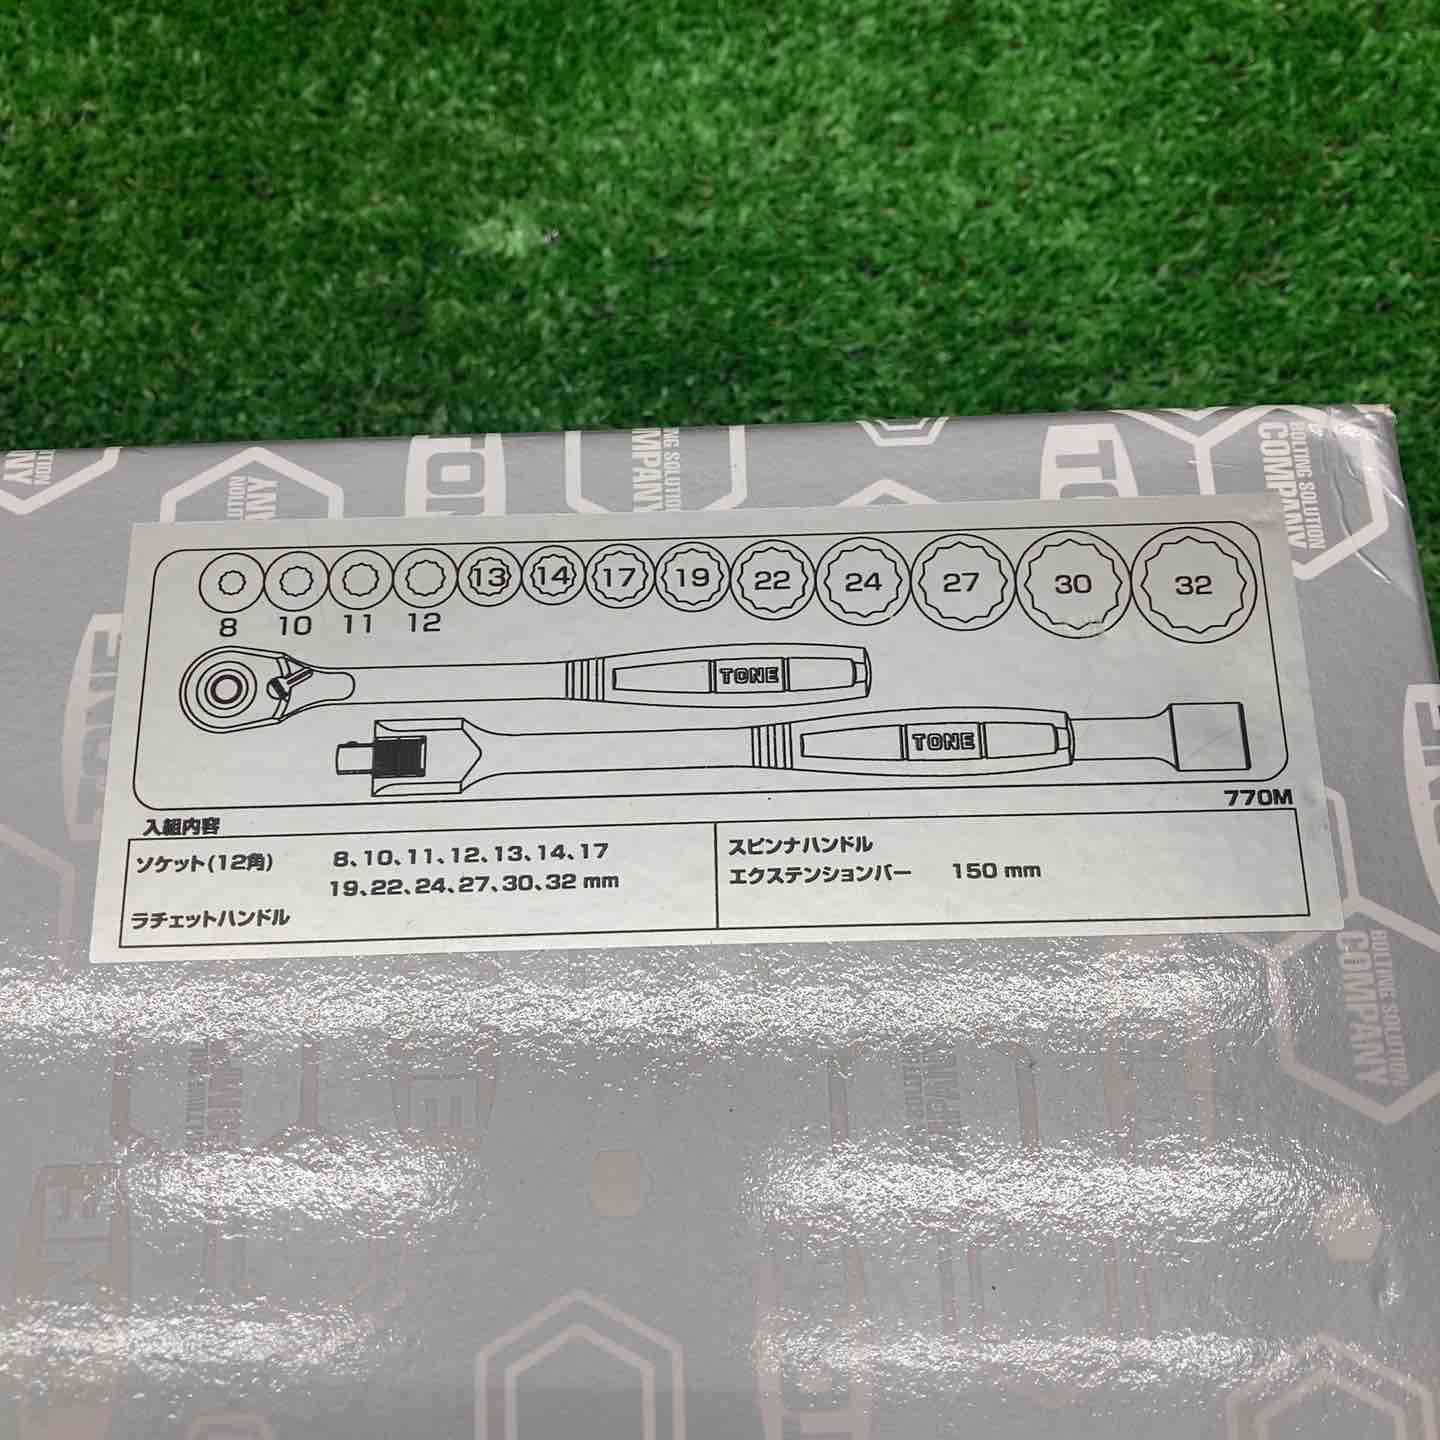 13 14 17 19 22 24 27 30 32
8 10 11 12
TONE
TONE
770M
入組内容
ソケット(12角) 8、10、11、12、13、14、17
19、22、24、27、30、32 mm
ラチェットハンドル
スピンナハンドル
エクステンションバー 150 mm
BOLTING SOLUTION
COMPANY
BOLTING SOLUTION
COMPANY